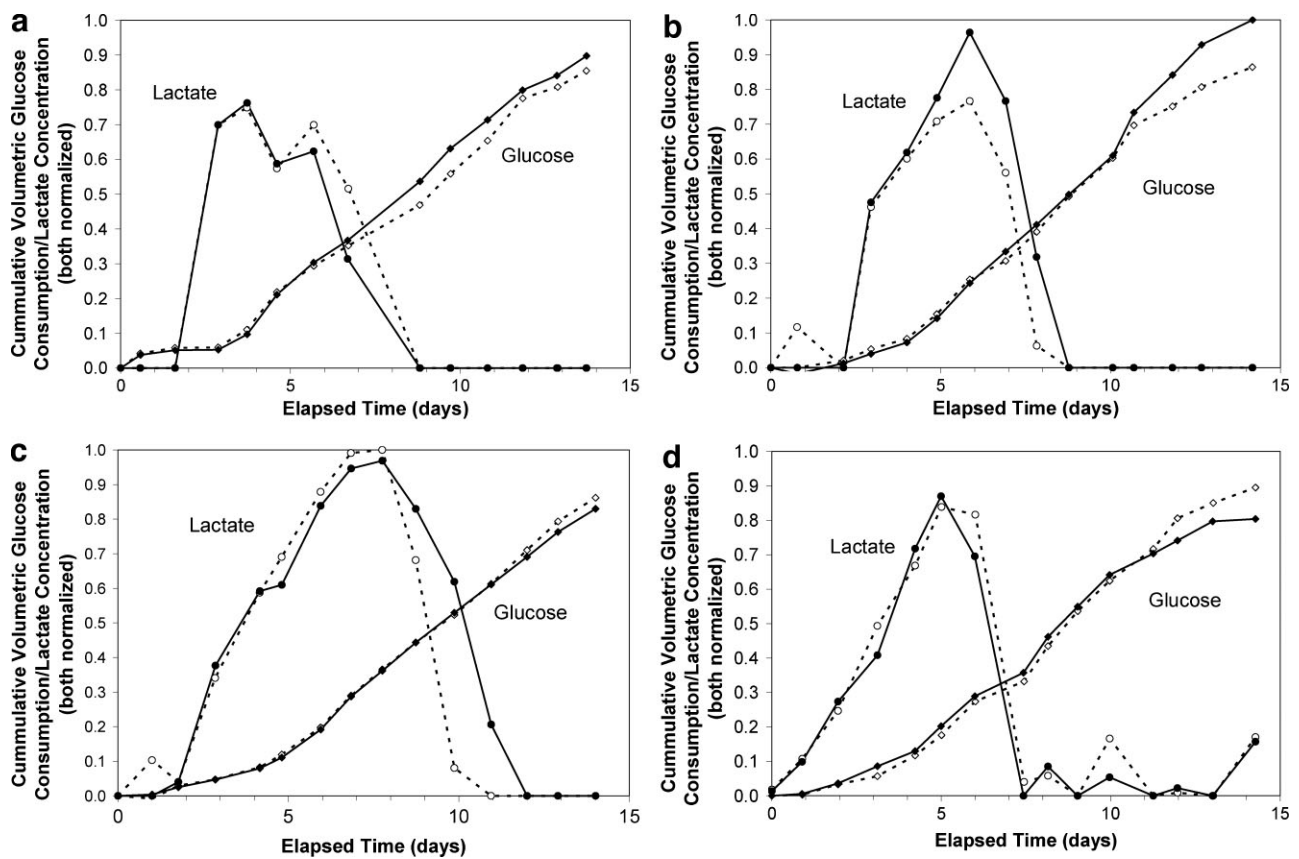 a
Cummulative Volumetric Glucose
Consumption/Lactate Concentration
(both normalized)
1.0
0.9
0.8
0.7
0.6
0.5
0.4
0.3
0.2
0.1
0.0
Lactate
Glucose
0 5 10 15
Elapsed Time (days)
b
Cummulative Volumetric Glucose
Consumption/Lactate Concentration
(both normalized)
1.0
0.9
0.8
0.7
0.6
0.5
0.4
0.3
0.2
0.1
0.0
Lactate
Glucose
0 5 10 15
Elapsed Time (days)
c
Cummulative Volumetric Glucose
Consumption/Lactate Concentration
(both normalized)
1.0
0.9
0.8
0.7
0.6
0.5
0.4
0.3
0.2
0.1
0.0
Lactate
Glucose
0 5 10 15
Elapsed Time (days)
d
Cummulative Volumetric Glucose
Consumption/Lactate Concentration
(both normalized)
1.0
0.9
0.8
0.7
0.6
0.5
0.4
0.3
0.2
0.1
0.0
Lactate
Glucose
0 5 10 15
Elapsed Time (days)